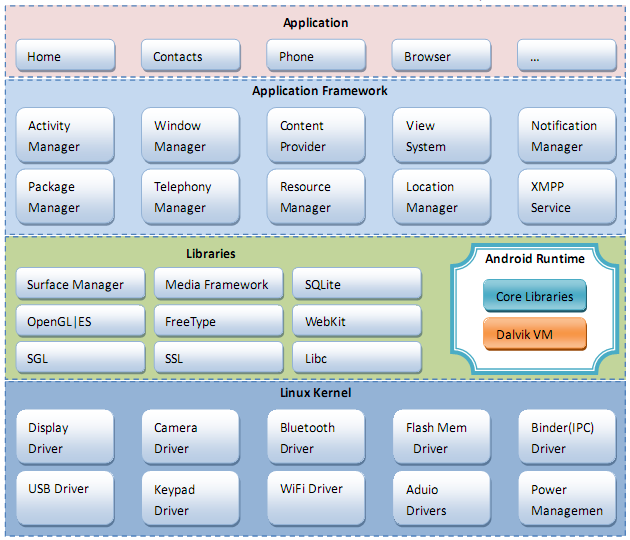 Application
Home
Contacts
Phone
Browser
...
Application Framework
Activity
Manager
Window
Manager
Content
Provider
View
System
Notification
Manager
Package
Manager
Telephony
Manager
Resource
Manager
Location
Manager
XMPP
Service
Libraries
Surface Manager
Media Framework
SQLite
OpenGL|ES
FreeType
WebKit
SGL
SSL
Libc
Android Runtime
Core Libraries
Dalvik VM
Linux Kernel
Display
Driver
Camera
Driver
Bluetooth
Driver
Flash Mem
Driver
Binder(IPC)
Driver
USB Driver
Keypad
Driver
WiFi Driver
Aduio
Drivers
Power
Managemen